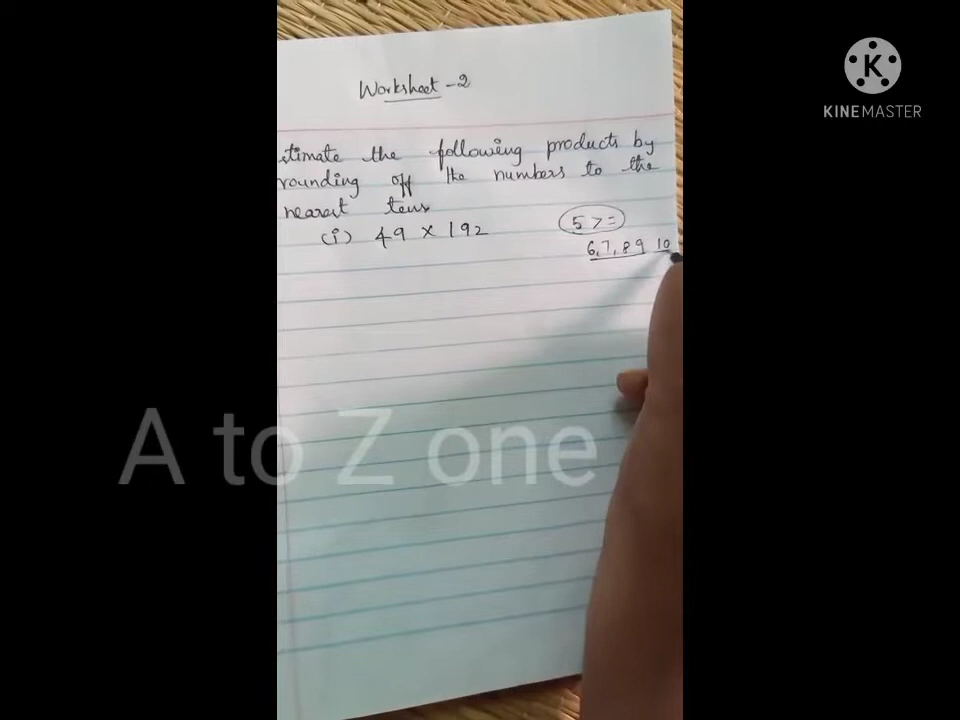 KINEMASTER
Worksheet - 2
stimate the following products by
rounding off the numbers to the
nearest tens
(i) 49 × 192
5 > =
6, 7, 8 9 10
A to Z one